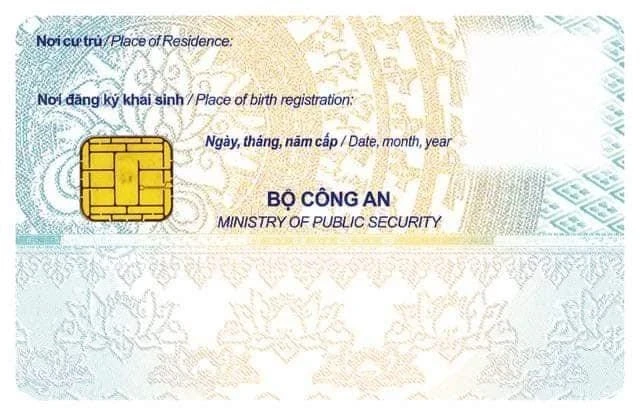 Nơi cư trú / Place of Residence:
Nơi đăng ký khai sinh / Place of birth registration:
Ngày, tháng, năm cấp / Date, month, year
BỘ CÔNG AN
MINISTRY OF PUBLIC SECURITY